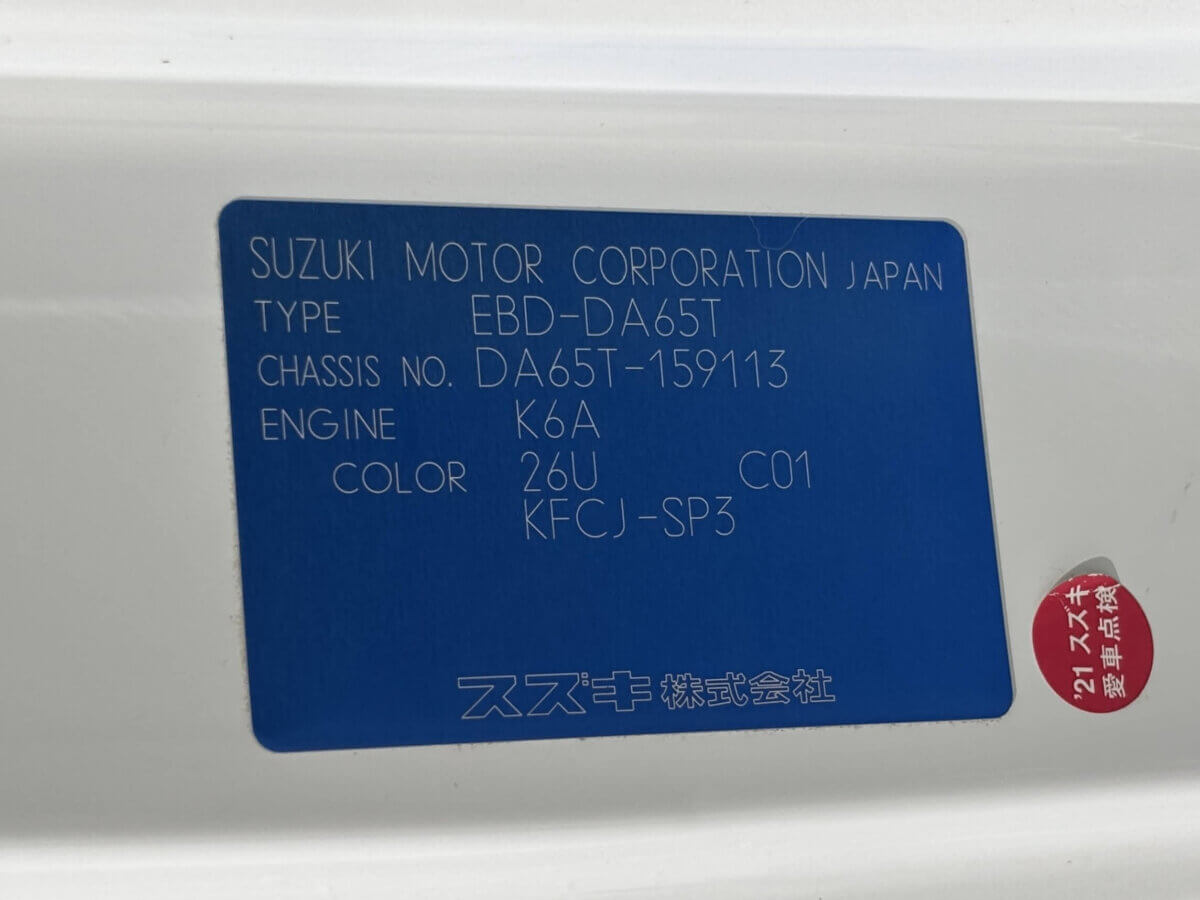 SUZUKI MOTOR CORPORATION JAPAN
TYPE EBD-DA65T
CHASSIS NO. DA65T-159113
ENGINE K6A
COLOR 26U C01
KFCJ-SP3
スズキ株式会社
'21 スズキ
愛車点検